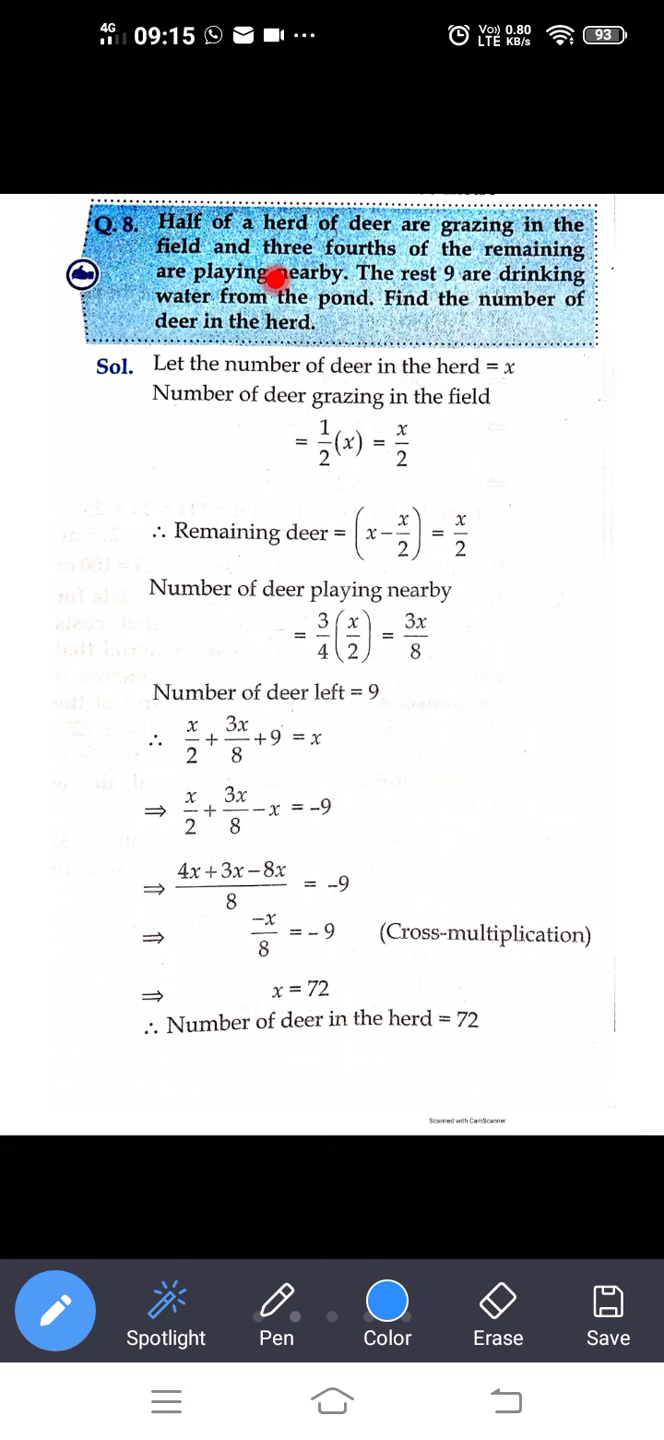 4G 09:15 ... Vo)) LTE 0.80 KB/s 93
Q. 8. Half of a herd of deer are grazing in the
field and three fourths of the remaining
are playing nearby. The rest 9 are drinking
water from the pond. Find the number of
deer in the herd.
Sol. Let the number of deer in the herd = x
Number of deer grazing in the field
= 1/2 (x) = x/2
∴ Remaining deer = (x – x/2) = x/2
Number of deer playing nearby
= 3/4 (x/2) = 3x/8
Number of deer left = 9
∴ x/2 + 3x/8 + 9 = x
⇒ x/2 + 3x/8 – x = –9
⇒ (4x + 3x – 8x)/8 = –9
⇒ –x/8 = – 9 (Cross-multiplication)
⇒ x = 72
∴ Number of deer in the herd = 72
Scanned with CamScanner
Spotlight Pen Color Erase Save